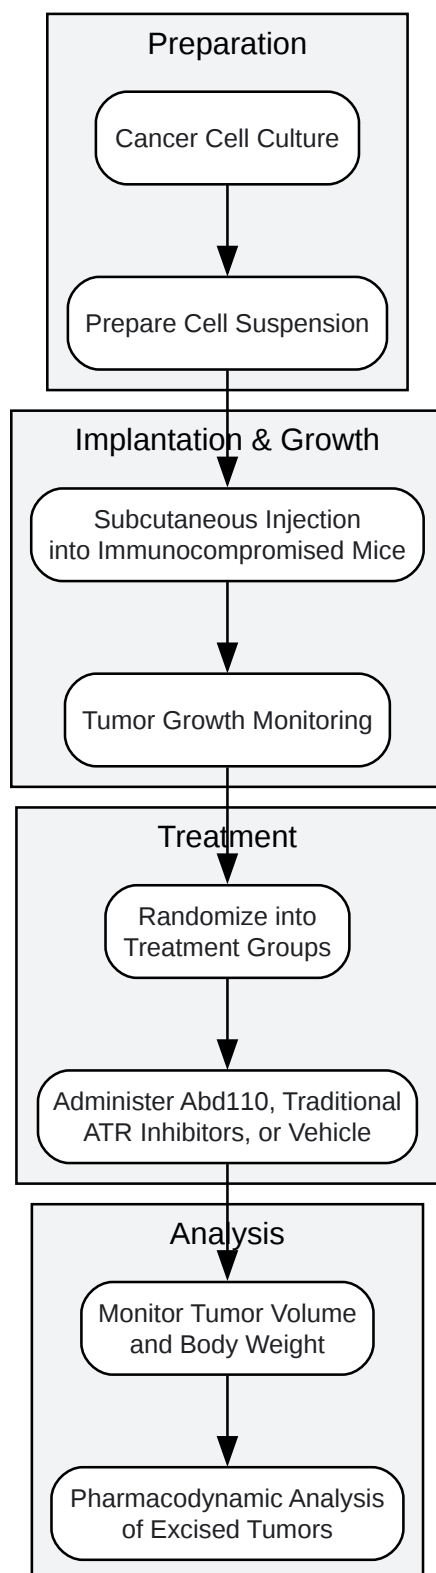 Preparation
Cancer Cell Culture
Prepare Cell Suspension
Implantation & Growth
Subcutaneous Injection
into Immunocompromised Mice
Tumor Growth Monitoring
Treatment
Randomize into
Treatment Groups
Administer Abd110, Traditional
ATR Inhibitors, or Vehicle
Analysis
Monitor Tumor Volume
and Body Weight
Pharmacodynamic Analysis
of Excised Tumors